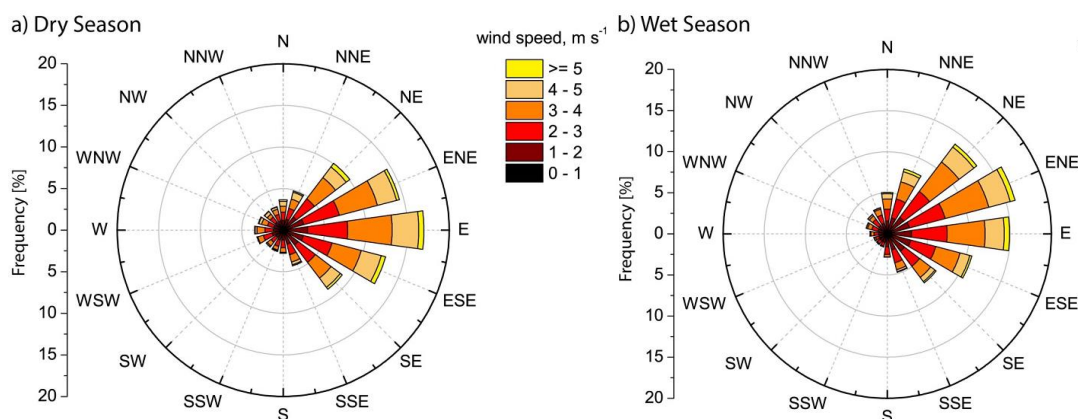 a) Dry Season
N
NNE
NE
ENE
E
ESE
SE
SSE
S
SSW
SW
WSW
W
WNW
NW
NNW
20
15
10
5
0
5
10
15
20
Frequency [%]
wind speed, m s⁻¹
>= 5
4 - 5
3 - 4
2 - 3
1 - 2
0 - 1
b) Wet Season
N
NNE
NE
ENE
E
ESE
SE
SSE
S
SSW
SW
WSW
W
WNW
NW
NNW
20
15
10
5
0
5
10
15
20
Frequency [%]